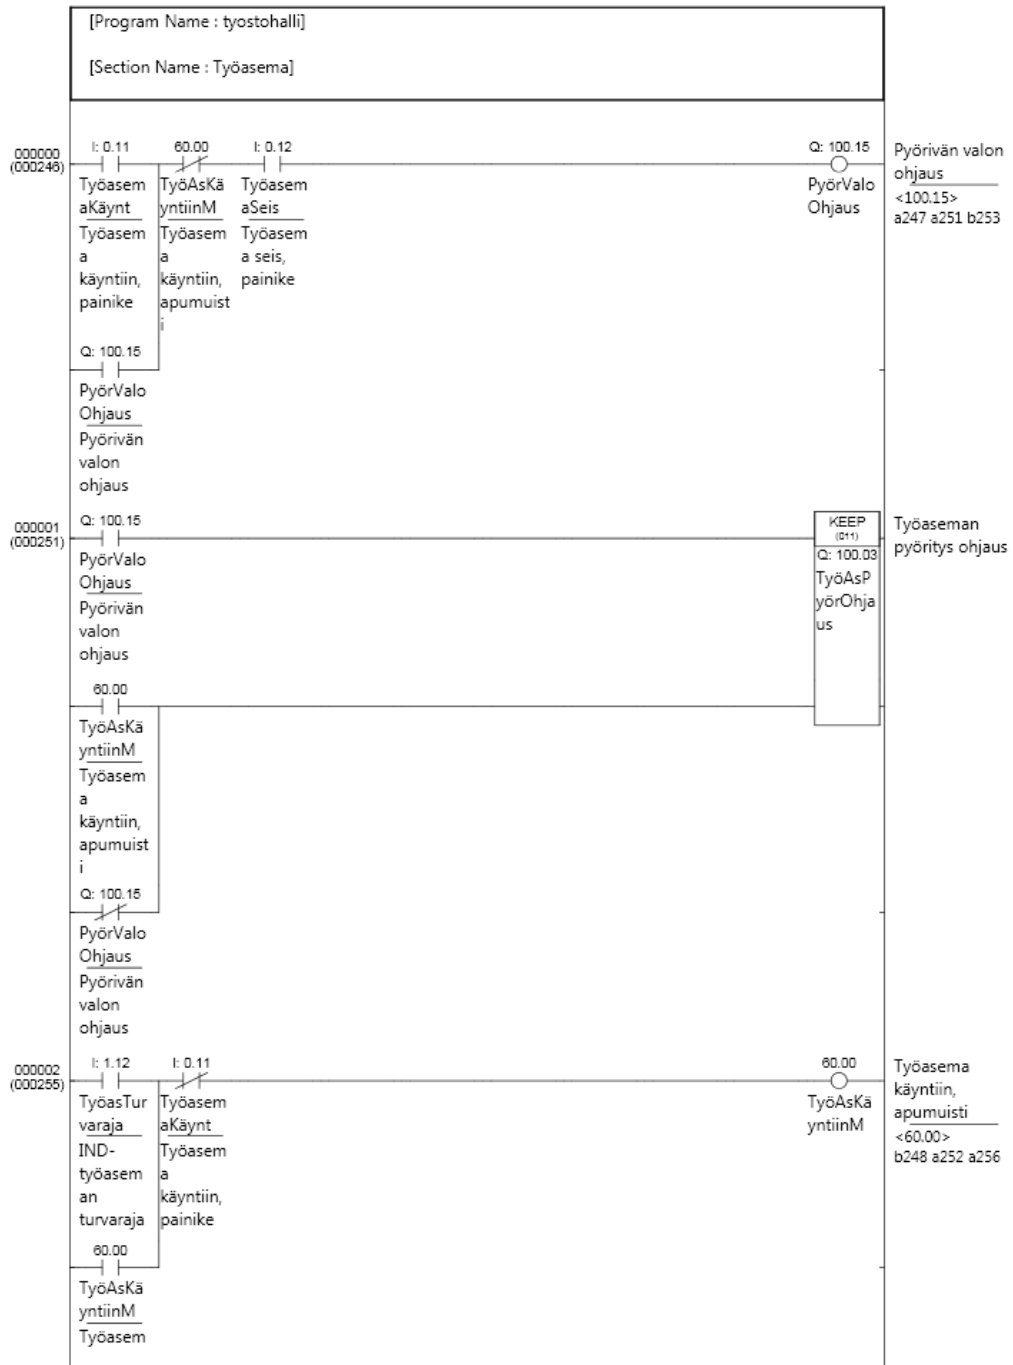 [Program Name : tyostohalli]
[Section Name : Työasema]
000000
(000246)
I: 0.11
60.00
I: 0.12
Q: 100.15
Työasem
aKäynt
Työasem
a
käyntiin,
painike
TyöAsKä
yntiinM
Työasem
a
käyntiin,
apumuist
i
Työasem
aSeis
Työasem
a seis,
painike
PyörValo
Ohjaus
Pyörivän valon
ohjaus
<100.15>
a247 a251 b253
Q: 100.15
PyörValo
Ohjaus
Pyörivän
valon
ohjaus
000001
(000251)
Q: 100.15
PyörValo
Ohjaus
Pyörivän
valon
ohjaus
KEEP
(011)
Q: 100.03
TyöAsP
yörOhja
us
Työaseman
pyöritys ohjaus
60.00
TyöAsKä
yntiinM
Työasem
a
käyntiin,
apumuist
i
Q: 100.15
PyörValo
Ohjaus
Pyörivän
valon
ohjaus
000002
(000255)
I: 1.12
I: 0.11
60.00
TyöasTur
varaja
IND-
työasem
an
turvaraja
Työasem
aKäynt
Työasem
a
käyntiin,
painike
TyöAsKä
yntiinM
Työasema
käyntiin,
apumuisti
<60.00>
b248 a252 a256
60.00
TyöAsKä
yntiinM
Työasem